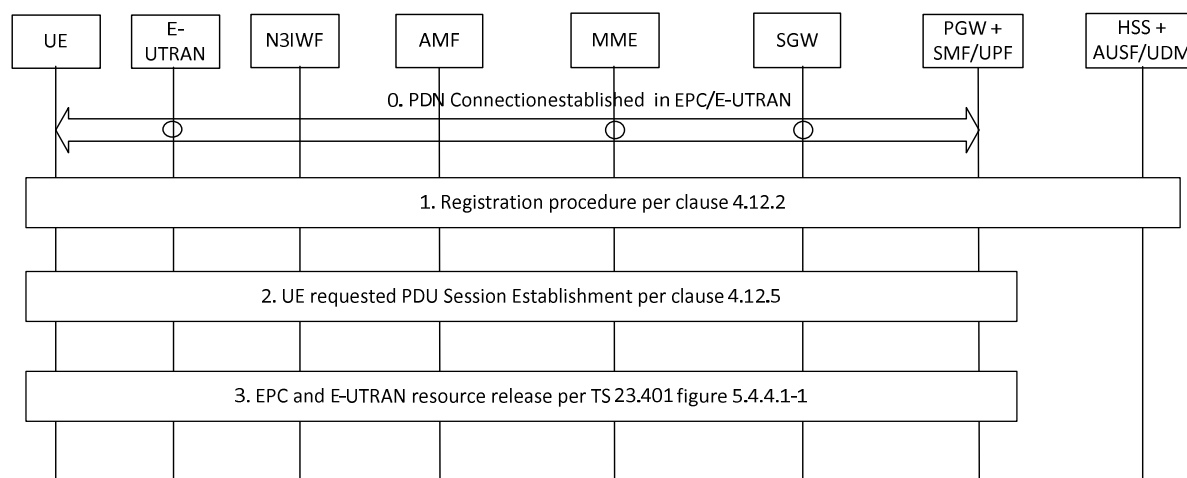 UE
E-
UTRAN
N3IWF
AMF
MME
SGW
PGW +
SMF/UPF
HSS +
AUSF/UDM
0. PDN Connectionestablished in EPC/E-UTRAN
1. Registration procedure per clause 4.12.2
2. UE requested PDU Session Establishment per clause 4.12.5
3. EPC and E-UTRAN resource release per TS 23.401 figure 5.4.4.1-1